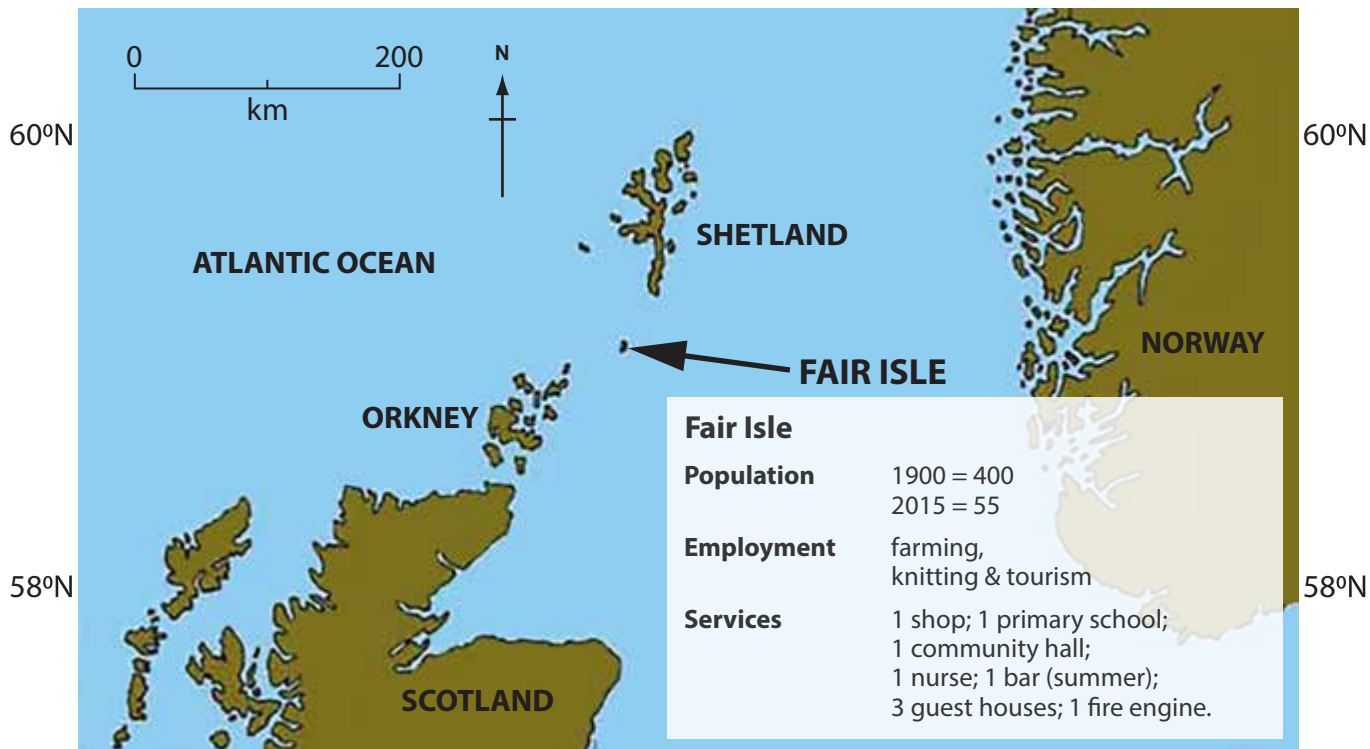 0 200
km
N
60ºN
60ºN
SHETLAND
ATLANTIC OCEAN
NORWAY
FAIR ISLE
ORKNEY
58ºN
58ºN
SCOTLAND
Fair Isle
Population 1900 = 400
2015 = 55
Employment farming,
knitting & tourism
Services 1 shop; 1 primary school;
1 community hall;
1 nurse; 1 bar (summer);
3 guest houses; 1 fire engine.